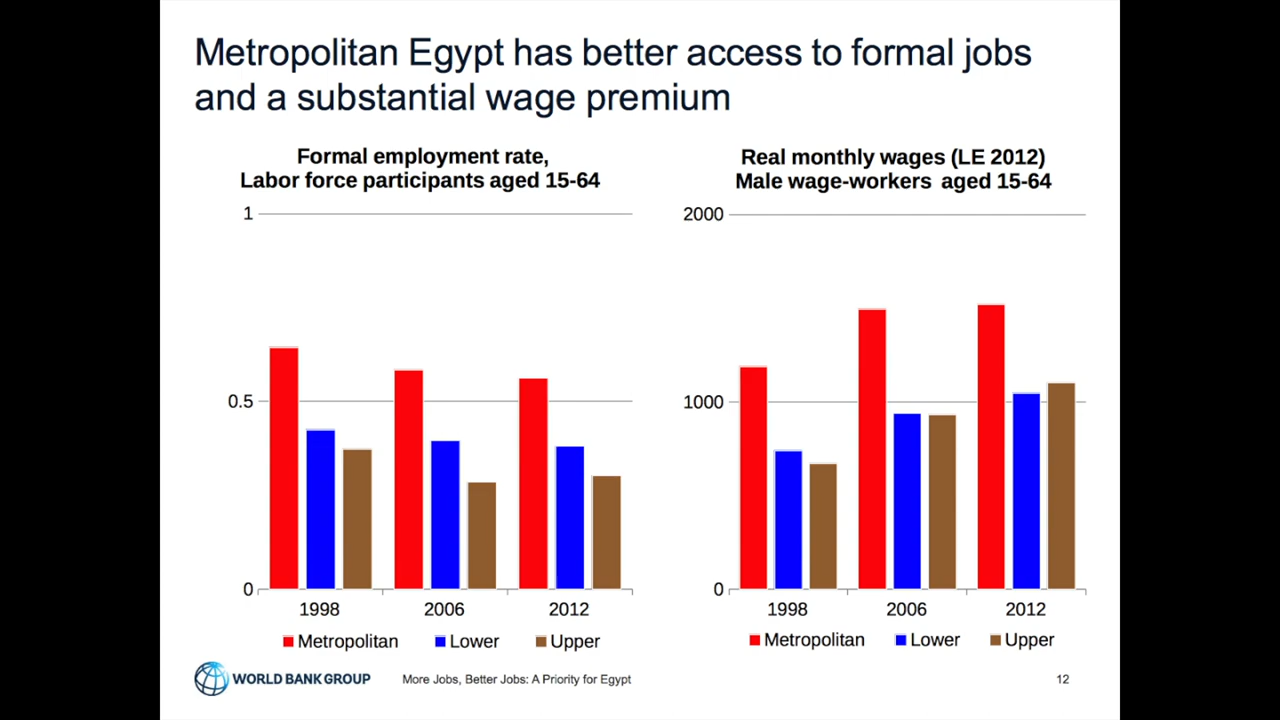 Metropolitan Egypt has better access to formal jobs
and a substantial wage premium
Formal employment rate,
Labor force participants aged 15-64
1
0.5
0
1998 2006 2012
Metropolitan Lower Upper
Real monthly wages (LE 2012)
Male wage-workers aged 15-64
2000
1000
0
1998 2006 2012
Metropolitan Lower Upper
WORLD BANK GROUP
More Jobs, Better Jobs: A Priority for Egypt
12